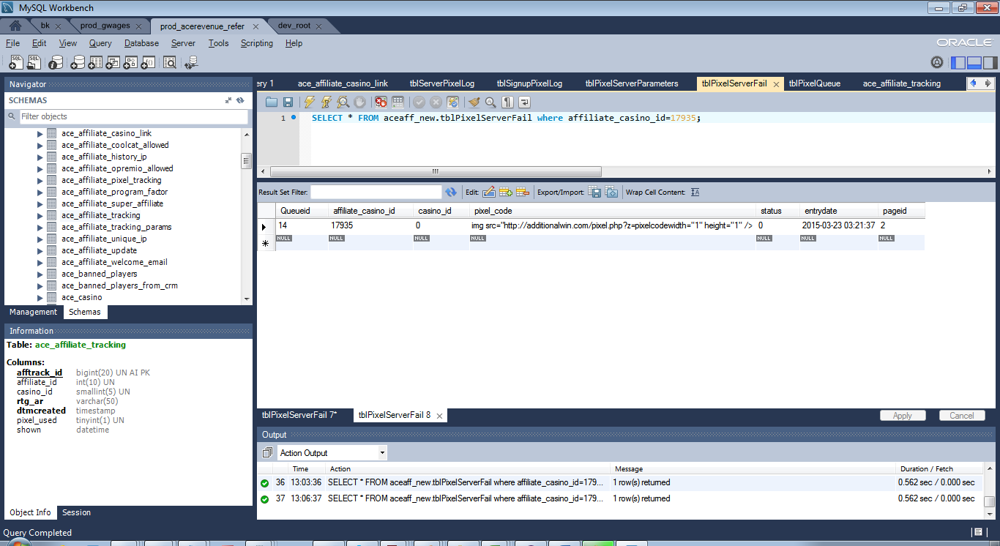 MySQL Workbench
bk
prod_gwages
prod_acerevenue_refer
dev_root
File Edit View Query Database Server Tools Scripting Help
ORACLE
Navigator
SCHEMAS
Filter objects
ace_affiliate_casino_link
ace_affiliate_coolcat_allowed
ace_affiliate_history_ip
ace_affiliate_opremio_allowed
ace_affiliate_pixel_tracking
ace_affiliate_program_factor
ace_affiliate_super_affiliate
ace_affiliate_tracking
ace_affiliate_tracking_params
ace_affiliate_unique_ip
ace_affiliate_update
ace_affiliate_welcome_email
ace_banned_players
ace_banned_players_from_crm
ace_casino
Management Schemas
Information
Table: ace_affiliate_tracking
Columns:
afftrack_id bigint(20) UN AI PK
affiliate_id int(10) UN
casino_id smallint(5) UN
rtg_ar varchar(50)
dtmcreated timestamp
pixel_used tinyint(1) UN
shown datetime
Object Info Session
ery 1 ace_affiliate_casino_link tblServerPixelLog tblSignupPixelLog tblPixelServerParameters tblPixelServerFail tblPixelQueue ace_affiliate_tracking
1 SELECT * FROM aceaff_new.tblPixelServerFail where affiliate_casino_id=17935;
Result Set Filter: Edit: Export/Import: Wrap Cell Content:
Queueid affiliate_casino_id casino_id pixel_code status entrydate pageid
14 17935 0 img src="http://additionalwin.com/pixel.php?z=pixelcodewidth="1" height="1" /> 0 2015-03-23 03:21:37 2
NULL NULL NULL NULL NULL NULL NULL
tblPixelServerFail 7* tblPixelServerFail 8 Apply Cancel
Output
Action Output
Time Action Message Duration / Fetch
36 13:03:36 SELECT * FROM aceaff_new.tblPixelServerFail where affiliate_casino_id=179... 1 row(s) returned 0.562 sec / 0.000 sec
37 13:06:37 SELECT * FROM aceaff_new.tblPixelServerFail where affiliate_casino_id=179... 1 row(s) returned 0.562 sec / 0.000 sec
Query Completed